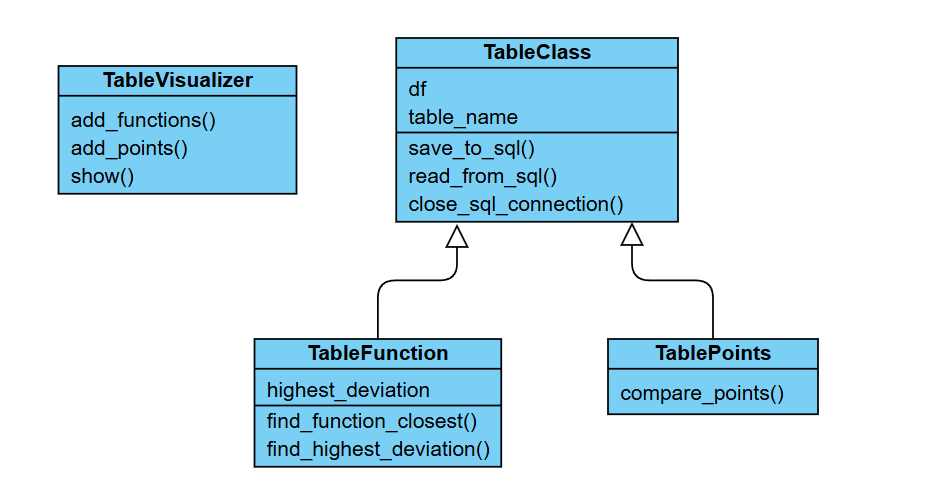 TableVisualizer
add_functions()
add_points()
show()
TableClass
df
table_name
save_to_sql()
read_from_sql()
close_sql_connection()
TableFunction
highest_deviation
find_function_closest()
find_highest_deviation()
TablePoints
compare_points()